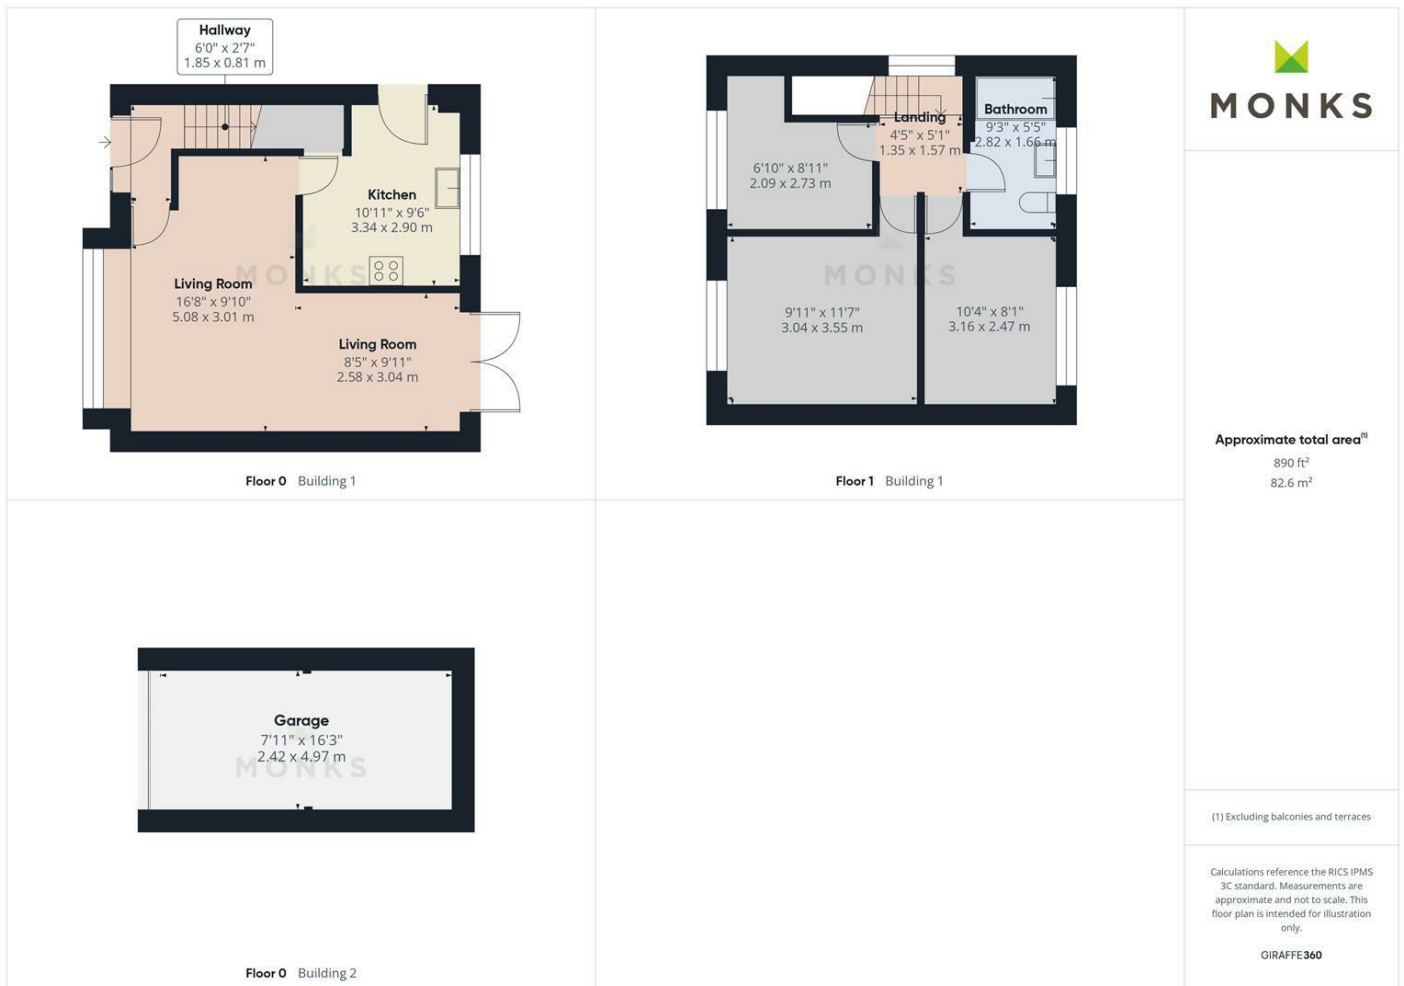 Hallway
6'0" x 2'7"
1.85 x 0.81 m
Kitchen
10'11" x 9'6"
3.34 x 2.90 m
MONKS
Living Room
16'8" x 9'10"
5.08 x 3.01 m
Living Room
8'5" x 9'11"
2.58 x 3.04 m
Floor 0 Building 1
Landing
4'5" x 5'1"
1.35 x 1.57 m
Bathroom
9'3" x 5'5"
2.82 x 1.66 m
6'10" x 8'11"
2.09 x 2.73 m
MONKS
9'11" x 11'7"
3.04 x 3.55 m
10'4" x 8'1"
3.16 x 2.47 m
Floor 1 Building 1
Garage
7'11" x 16'3"
2.42 x 4.97 m
MONKS
Floor 0 Building 2
MONKS
Approximate total area(1)
890 ft²
82.6 m²
(1) Excluding balconies and terraces
Calculations reference the RICS IPMS
3C standard. Measurements are
approximate and not to scale. This
floor plan is intended for illustration
only.
GIRAFFE360